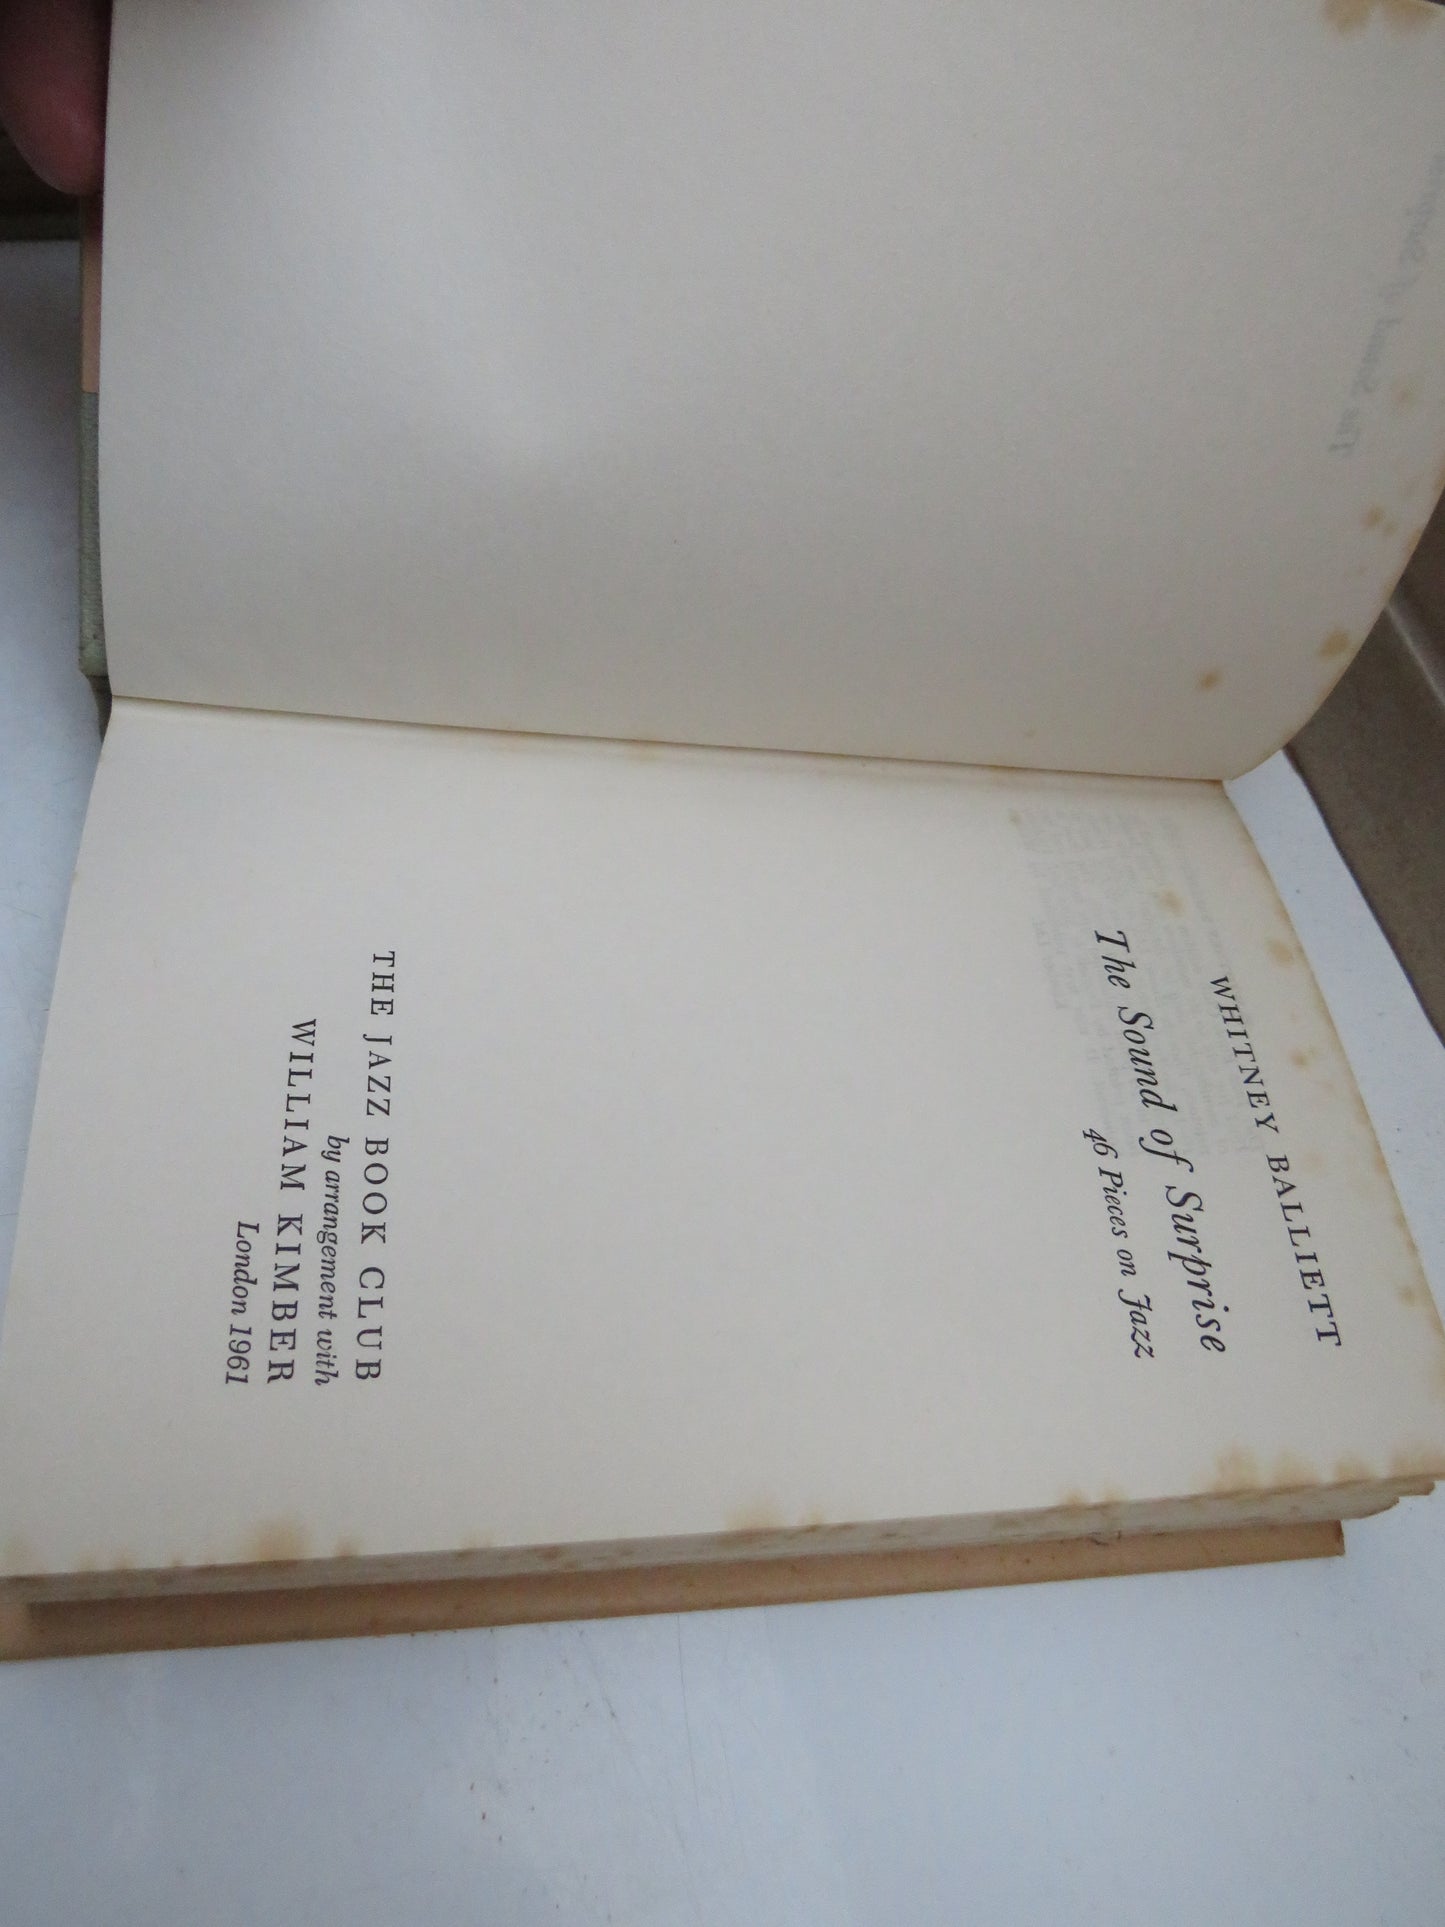 WHITNEY BALLIETT
The Sound of Surprise
46 Pieces on Jazz
THE JAZZ BOOK CLUB
by arrangement with
WILLIAM KIMBER
London 1961